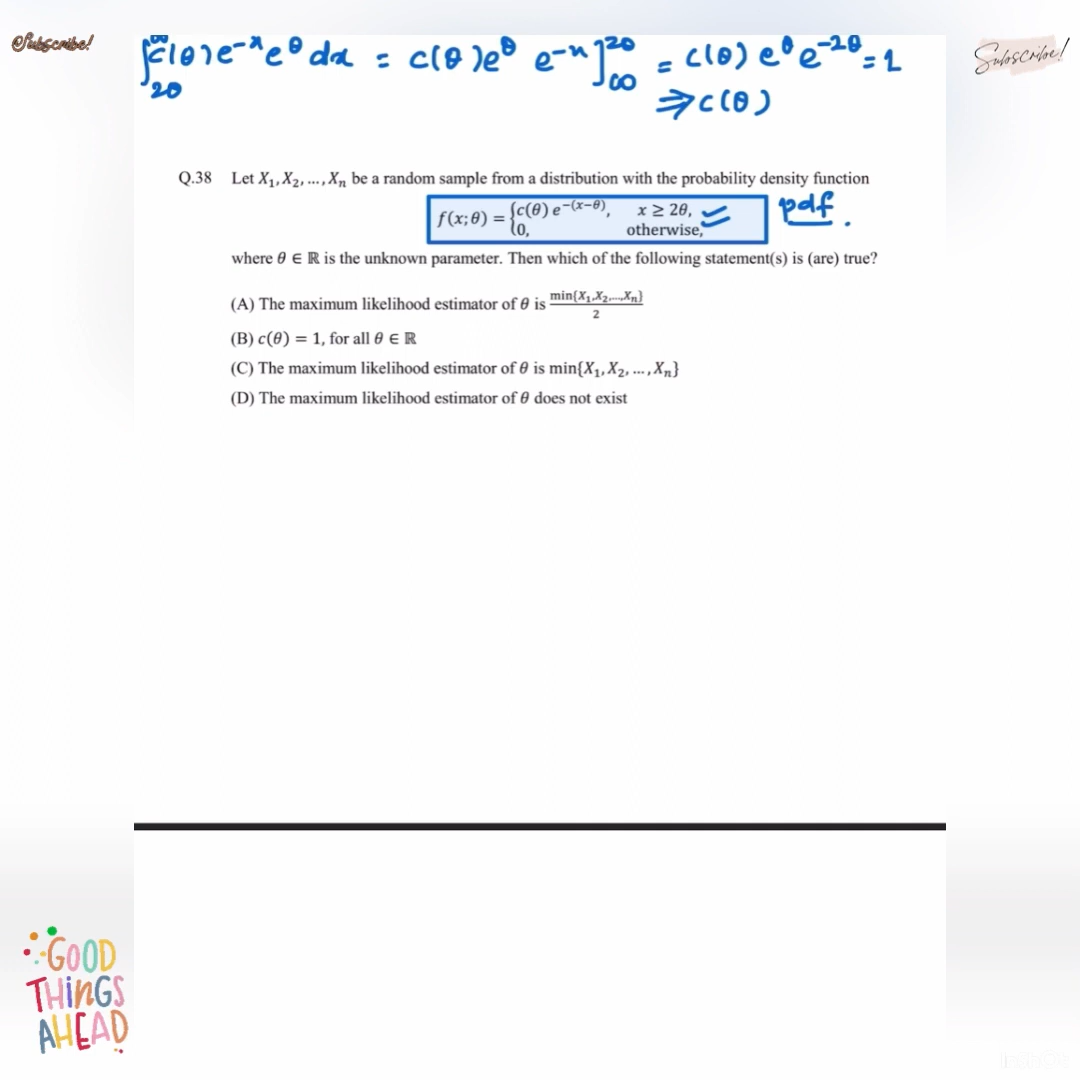 @Subscribe!
∫_{2θ}^{∞} c(θ) e^{-x} e^{θ} dx = c(θ) e^{θ} e^{-x} ]_{∞}^{2θ} = c(θ) e^{θ} e^{-2θ} = 1
⇒ c(θ)
Subscribe!
Q.38 Let X₁, X₂, …, Xₙ be a random sample from a distribution with the probability density function
f(x; θ) = { c(θ) e^{−(x−θ)}, x ≥ 2θ,
0, otherwise,
pdf.
where θ ∈ ℝ is the unknown parameter. Then which of the following statement(s) is (are) true?
(A) The maximum likelihood estimator of θ is min{X₁,X₂,…,Xₙ}/2
(B) c(θ) = 1, for all θ ∈ ℝ
(C) The maximum likelihood estimator of θ is min{X₁, X₂, …, Xₙ}
(D) The maximum likelihood estimator of θ does not exist
GOOD
THiNGS
AHEAD